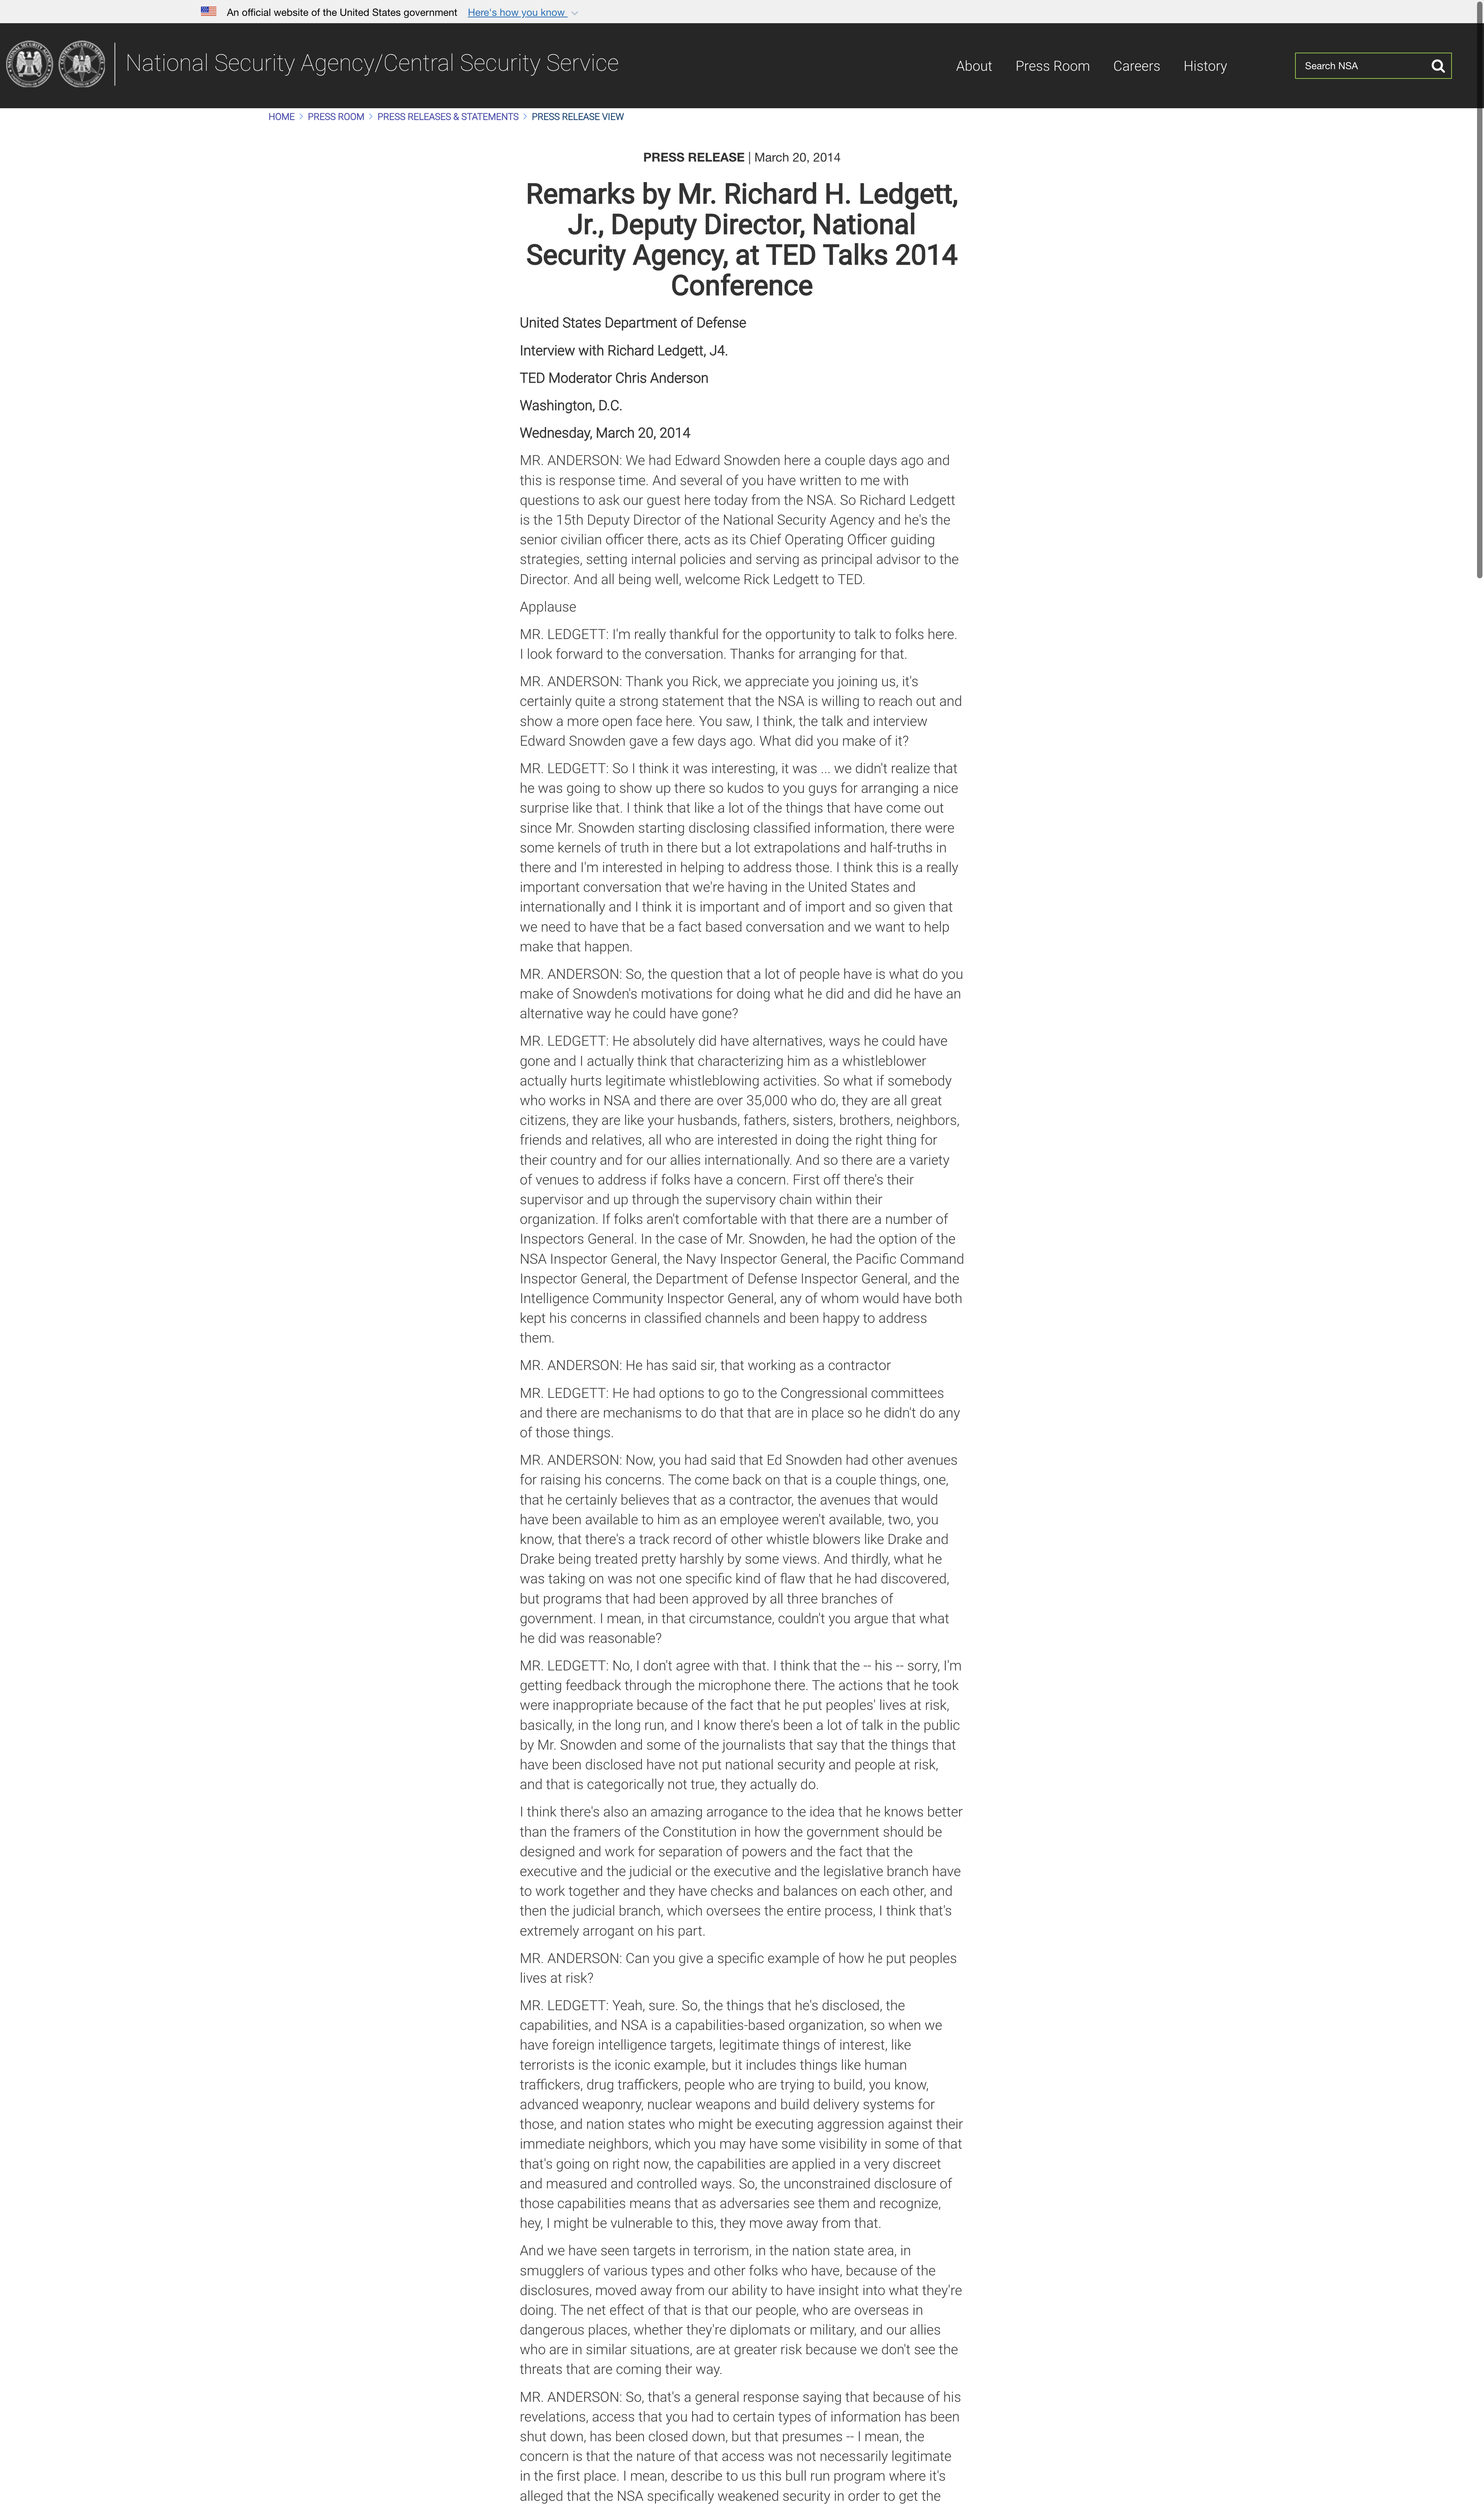 An official website of the United States government Here's how you know
National Security Agency/Central Security Service
About Press Room Careers History
Search NSA
HOME > PRESS ROOM > PRESS RELEASES & STATEMENTS > PRESS RELEASE VIEW
PRESS RELEASE | March 20, 2014
Remarks by Mr. Richard H. Ledgett,
Jr., Deputy Director, National
Security Agency, at TED Talks 2014
Conference
United States Department of Defense
Interview with Richard Ledgett, J4.
TED Moderator Chris Anderson
Washington, D.C.
Wednesday, March 20, 2014
MR. ANDERSON: We had Edward Snowden here a couple days ago and
this is response time. And several of you have written to me with
questions to ask our guest here today from the NSA. So Richard Ledgett
is the 15th Deputy Director of the National Security Agency and he's the
senior civilian officer there, acts as its Chief Operating Officer guiding
strategies, setting internal policies and serving as principal advisor to the
Director. And all being well, welcome Rick Ledgett to TED.
Applause
MR. LEDGETT: I'm really thankful for the opportunity to talk to folks here.
I look forward to the conversation. Thanks for arranging for that.
MR. ANDERSON: Thank you Rick, we appreciate you joining us, it's
certainly quite a strong statement that the NSA is willing to reach out and
show a more open face here. You saw, I think, the talk and interview
Edward Snowden gave a few days ago. What did you make of it?
MR. LEDGETT: So I think it was interesting, it was ... we didn't realize that
he was going to show up there so kudos to you guys for arranging a nice
surprise like that. I think that like a lot of the things that have come out
since Mr. Snowden starting disclosing classified information, there were
some kernels of truth in there but a lot extrapolations and half-truths in
there and I'm interested in helping to address those. I think this is a really
important conversation that we're having in the United States and
internationally and I think it is important and of import and so given that
we need to have that be a fact based conversation and we want to help
make that happen.
MR. ANDERSON: So, the question that a lot of people have is what do you
make of Snowden's motivations for doing what he did and did he have an
alternative way he could have gone?
MR. LEDGETT: He absolutely did have alternatives, ways he could have
gone and I actually think that characterizing him as a whistleblower
actually hurts legitimate whistleblowing activities. So what if somebody
who works in NSA and there are over 35,000 who do, they are all great
citizens, they are like your husbands, fathers, sisters, brothers, neighbors,
friends and relatives, all who are interested in doing the right thing for
their country and for our allies internationally. And so there are a variety
of venues to address if folks have a concern. First off there's their
supervisor and up through the supervisory chain within their
organization. If folks aren't comfortable with that there are a number of
Inspectors General. In the case of Mr. Snowden, he had the option of the
NSA Inspector General, the Navy Inspector General, the Pacific Command
Inspector General, the Department of Defense Inspector General, and the
Intelligence Community Inspector General, any of whom would have both
kept his concerns in classified channels and been happy to address
them.
MR. ANDERSON: He has said sir, that working as a contractor
MR. LEDGETT: He had options to go to the Congressional committees
and there are mechanisms to do that that are in place so he didn't do any
of those things.
MR. ANDERSON: Now, you had said that Ed Snowden had other avenues
for raising his concerns. The come back on that is a couple things, one,
that he certainly believes that as a contractor, the avenues that would
have been available to him as an employee weren't available, two, you
know, that there's a track record of other whistle blowers like Drake and
Drake being treated pretty harshly by some views. And thirdly, what he
was taking on was not one specific kind of flaw that he had discovered,
but programs that had been approved by all three branches of
government. I mean, in that circumstance, couldn't you argue that what
he did was reasonable?
MR. LEDGETT: No, I don't agree with that. I think that the -- his -- sorry, I'm
getting feedback through the microphone there. The actions that he took
were inappropriate because of the fact that he put peoples' lives at risk,
basically, in the long run, and I know there's been a lot of talk in the public
by Mr. Snowden and some of the journalists that say that the things that
have been disclosed have not put national security and people at risk,
and that is categorically not true, they actually do.
I think there's also an amazing arrogance to the idea that he knows better
than the framers of the Constitution in how the government should be
designed and work for separation of powers and the fact that the
executive and the judicial or the executive and the legislative branch have
to work together and they have checks and balances on each other, and
then the judicial branch, which oversees the entire process, I think that's
extremely arrogant on his part.
MR. ANDERSON: Can you give a specific example of how he put peoples
lives at risk?
MR. LEDGETT: Yeah, sure. So, the things that he's disclosed, the
capabilities, and NSA is a capabilities-based organization, so when we
have foreign intelligence targets, legitimate things of interest, like
terrorists is the iconic example, but it includes things like human
traffickers, drug traffickers, people who are trying to build, you know,
advanced weaponry, nuclear weapons and build delivery systems for
those, and nation states who might be executing aggression against their
immediate neighbors, which you may have some visibility in some of that
that's going on right now, the capabilities are applied in a very discreet
and measured and controlled ways. So, the unconstrained disclosure of
those capabilities means that as adversaries see them and recognize,
hey, I might be vulnerable to this, they move away from that.
And we have seen targets in terrorism, in the nation state area, in
smugglers of various types and other folks who have, because of the
disclosures, moved away from our ability to have insight into what they're
doing. The net effect of that is that our people, who are overseas in
dangerous places, whether they're diplomats or military, and our allies
who are in similar situations, are at greater risk because we don't see the
threats that are coming their way.
MR. ANDERSON: So, that's a general response saying that because of his
revelations, access that you had to certain types of information has been
shut down, has been closed down, but that presumes -- I mean, the
concern is that the nature of that access was not necessarily legitimate
in the first place. I mean, describe to us this bull run program where it's
alleged that the NSA specifically weakened security in order to get the